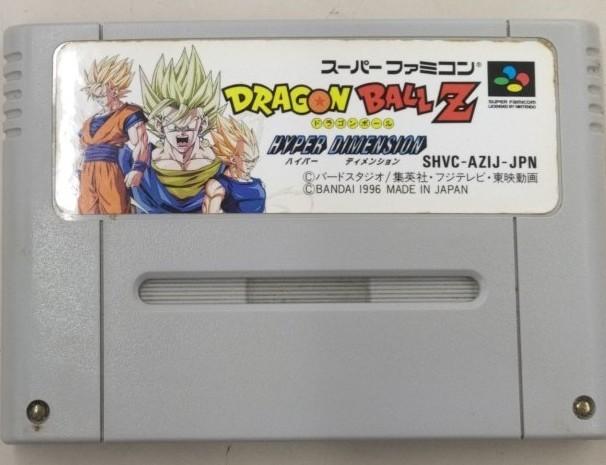 スーパーファミコン®
SUPER FAMICOM
LICENSED BY NINTENDO
DRAGON BALL Z
ドラゴンボール
HYPER DIMENSION
ハイパー ディメンション
SHVC-AZIJ-JPN
©バードスタジオ/集英社・フジテレビ・東映動画
©BANDAI 1996 MADE IN JAPAN